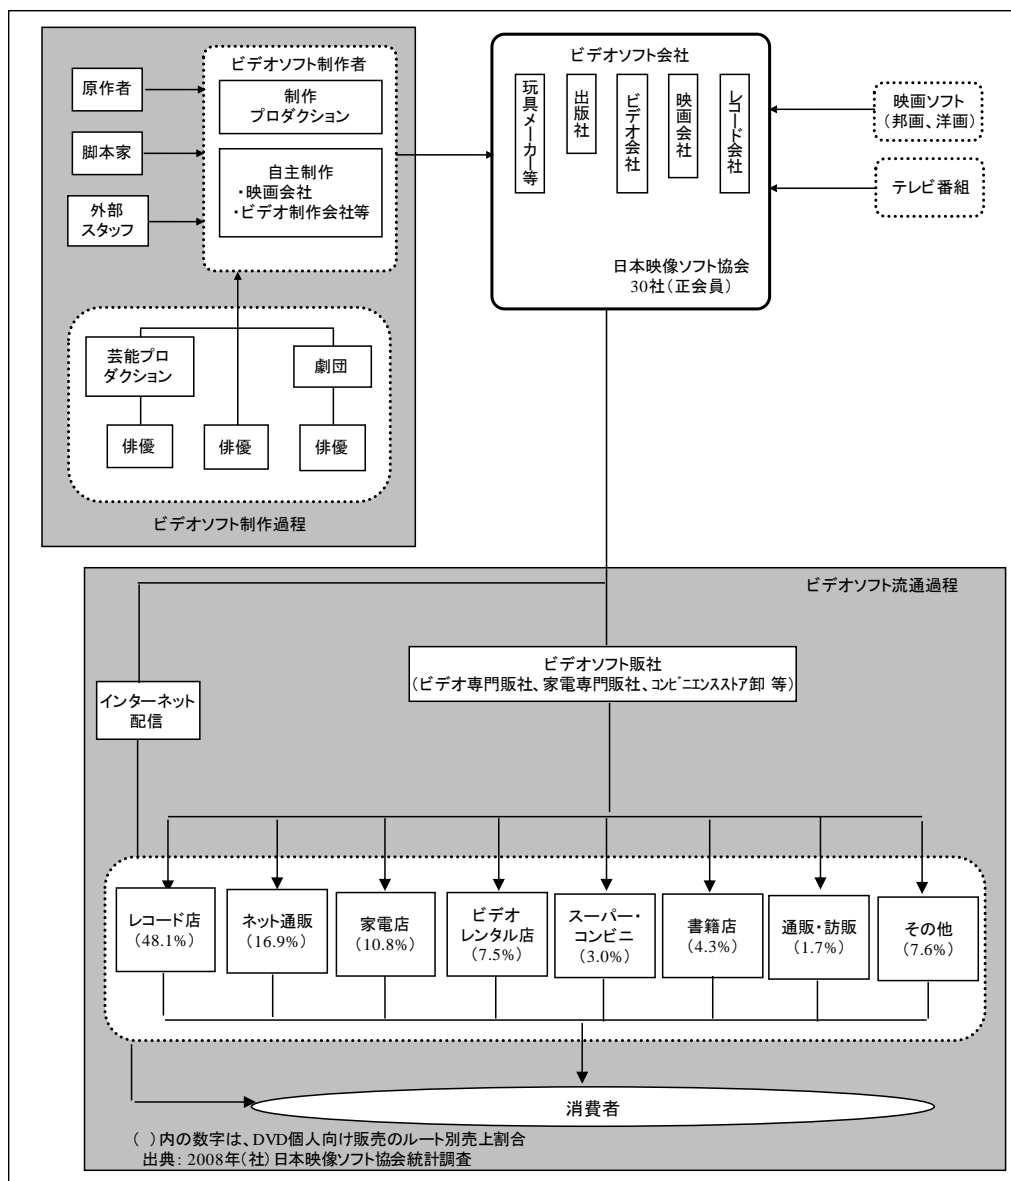 ビデオソフト制作者
原作者
脚本家
外部
スタッフ
制作
プロダクション
自主制作
・映画会社
・ビデオ制作会社等
芸能プロ
ダクション
劇団
俳優
俳優
俳優
ビデオソフト制作過程
ビデオソフト会社
玩具メーカー等
出版社
ビデオ会社
映画会社
レコード会社
日本映像ソフト協会
30社(正会員)
映画ソフト
(邦画、洋画)
テレビ番組
ビデオソフト流通過程
ビデオソフト販社
(ビデオ専門販社、家電専門販社、コンビニエンスストア卸 等)
インターネット
配信
レコード店
(48.1%)
ネット通販
(16.9%)
家電店
(10.8%)
ビデオ
レンタル店
(7.5%)
スーパー・
コンビニ
(3.0%)
書籍店
(4.3%)
通販・訪販
(1.7%)
その他
(7.6%)
消費者
( )内の数字は、DVD個人向け販売のルート別売上割合
出典: 2008年(社)日本映像ソフト協会統計調査